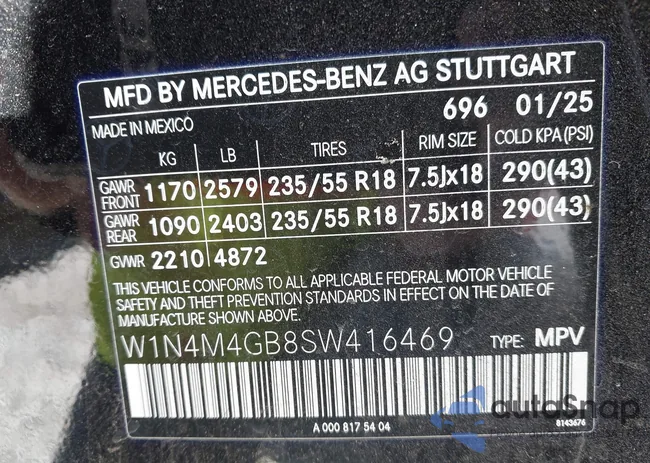 MFD BY MERCEDES-BENZ AG STUTTGART
696 01/25
MADE IN MEXICO
KG LB TIRES RIM SIZE COLD KPA(PSI)
GAWR FRONT 1170 2579 235/55 R18 7.5Jx18 290(43)
GAWR REAR 1090 2403 235/55 R18 7.5Jx18 290(43)
GVWR 2210 4872
THIS VEHICLE CONFORMS TO ALL APPLICABLE FEDERAL MOTOR VEHICLE
SAFETY AND THEFT PREVENTION STANDARDS IN EFFECT ON THE DATE OF
MANUFACTURE SHOWN ABOVE.
W1N4M4GB8SW416469 TYPE: MPV
A 000 817 54 04
8143676
autoSnap